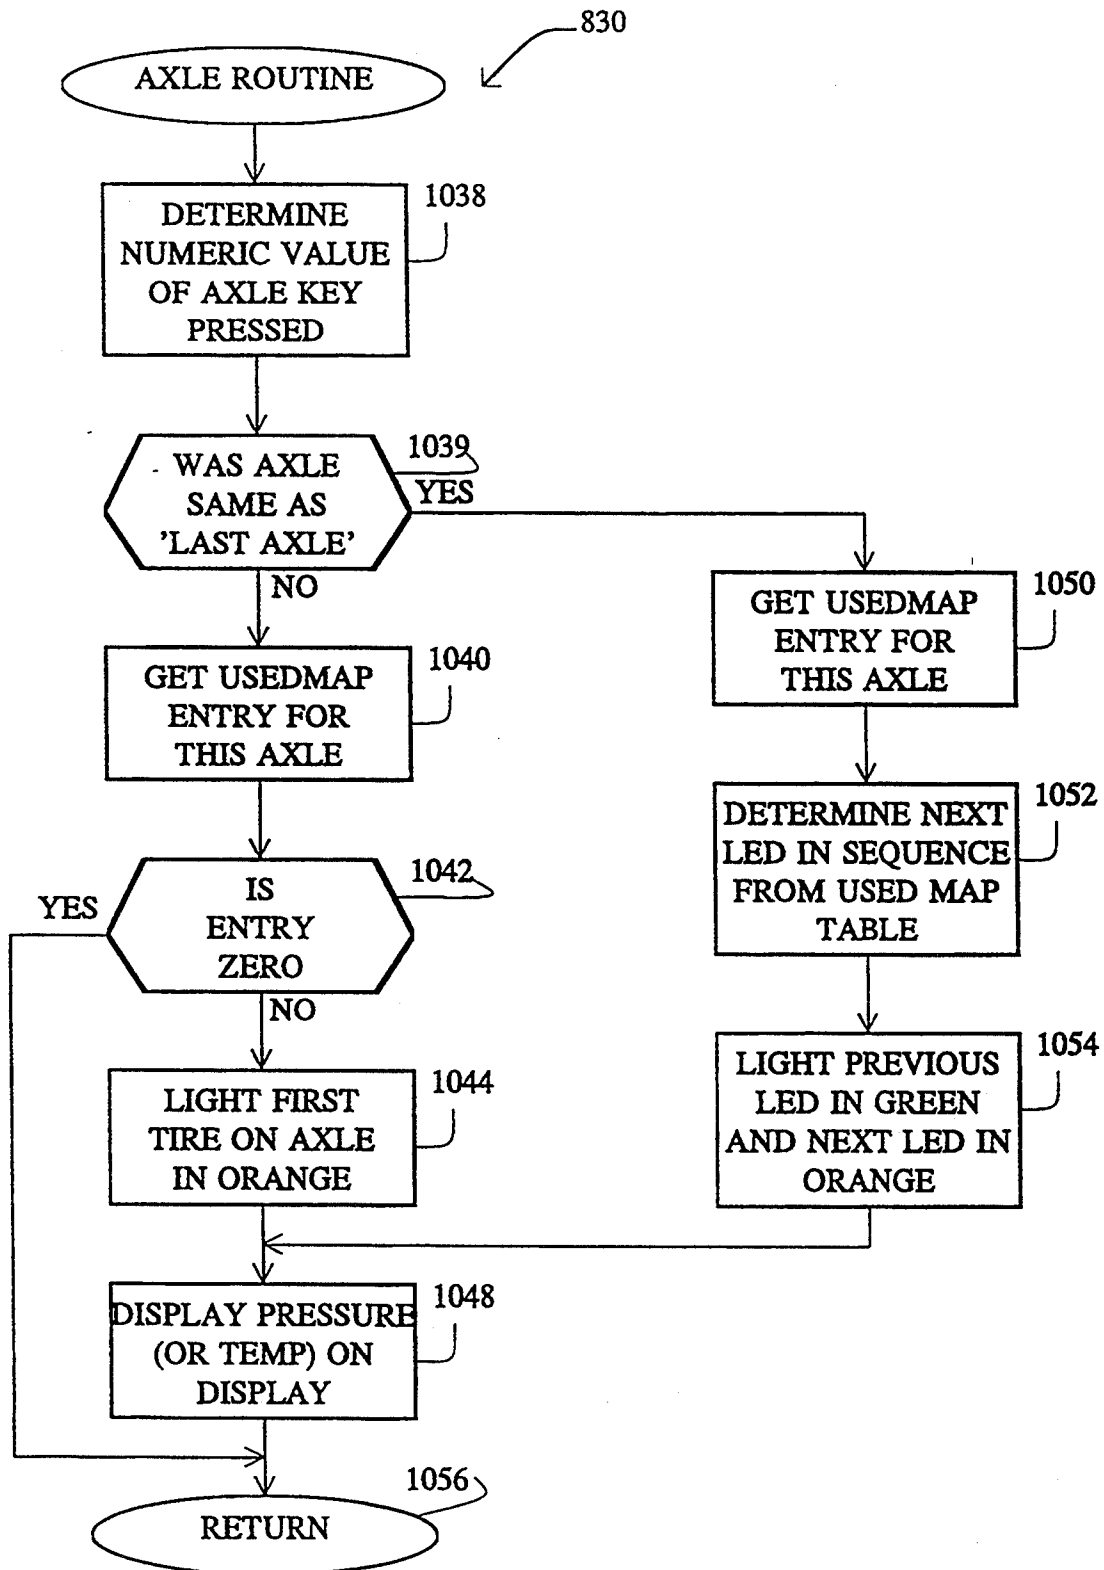 830
AXLE ROUTINE
1038
DETERMINE
NUMERIC VALUE
OF AXLE KEY
PRESSED
1039
WAS AXLE
SAME AS
'LAST AXLE'
YES
NO
1040
GET USEDMAP
ENTRY FOR
THIS AXLE
1050
GET USEDMAP
ENTRY FOR
THIS AXLE
1042
IS
ENTRY
ZERO
YES
NO
1052
DETERMINE NEXT
LED IN SEQUENCE
FROM USED MAP
TABLE
1044
LIGHT FIRST
TIRE ON AXLE
IN ORANGE
1054
LIGHT PREVIOUS
LED IN GREEN
AND NEXT LED IN
ORANGE
1048
DISPLAY PRESSURE
(OR TEMP) ON
DISPLAY
1056
RETURN